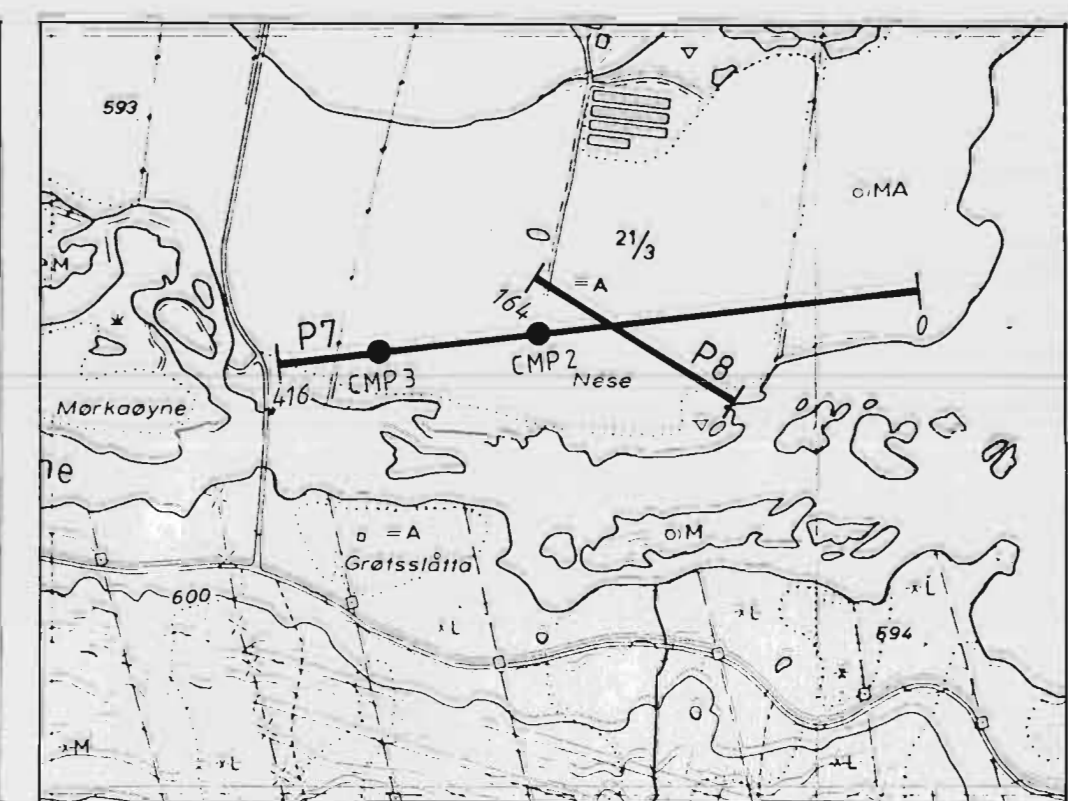 593
M
o)MA
21/3
= A
164
P7
CMP 3
CMP 2
P8
0
Nese
416
Mørkaøyne
0
ne
= A
Grøtsslåtta
o)M
600
x L
x L
x L
594
x
x M
x L
x L